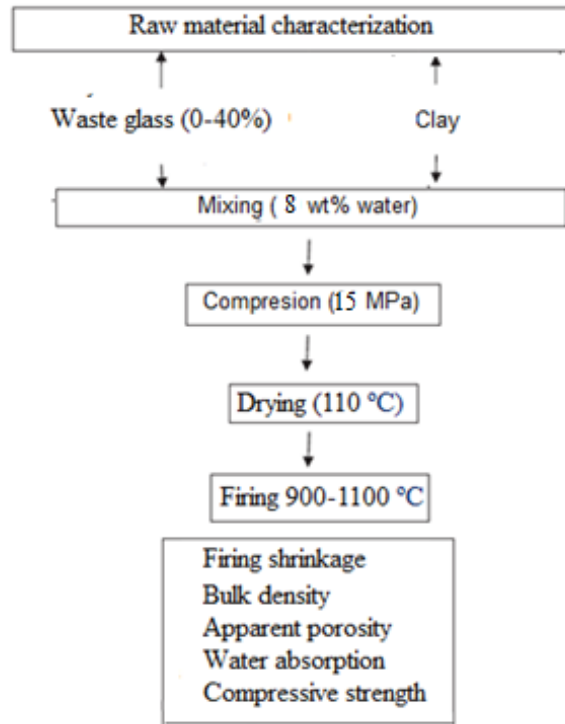 Raw material characterization
Waste glass (0-40%)
Clay
Mixing ( 8 wt% water)
Compresion (15 MPa)
Drying (110 °C)
Firing 900-1100 °C
Firing shrinkage
Bulk density
Apparent porosity
Water absorption
Compressive strength